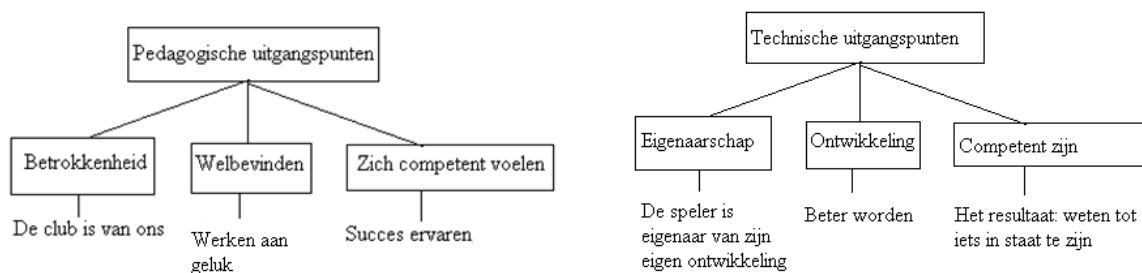 Pedagogische uitgangspunten
Betrokkenheid
Welbevinden
Zich competent voelen
De club is van ons
Werken aan
geluk
Succes ervaren
Technische uitgangspunten
Eigenaarschap
Ontwikkeling
Competent zijn
De speler is
eigenaar van zijn
eigen ontwikkeling
Beter worden
Het resultaat: weten tot
iets in staat te zijn